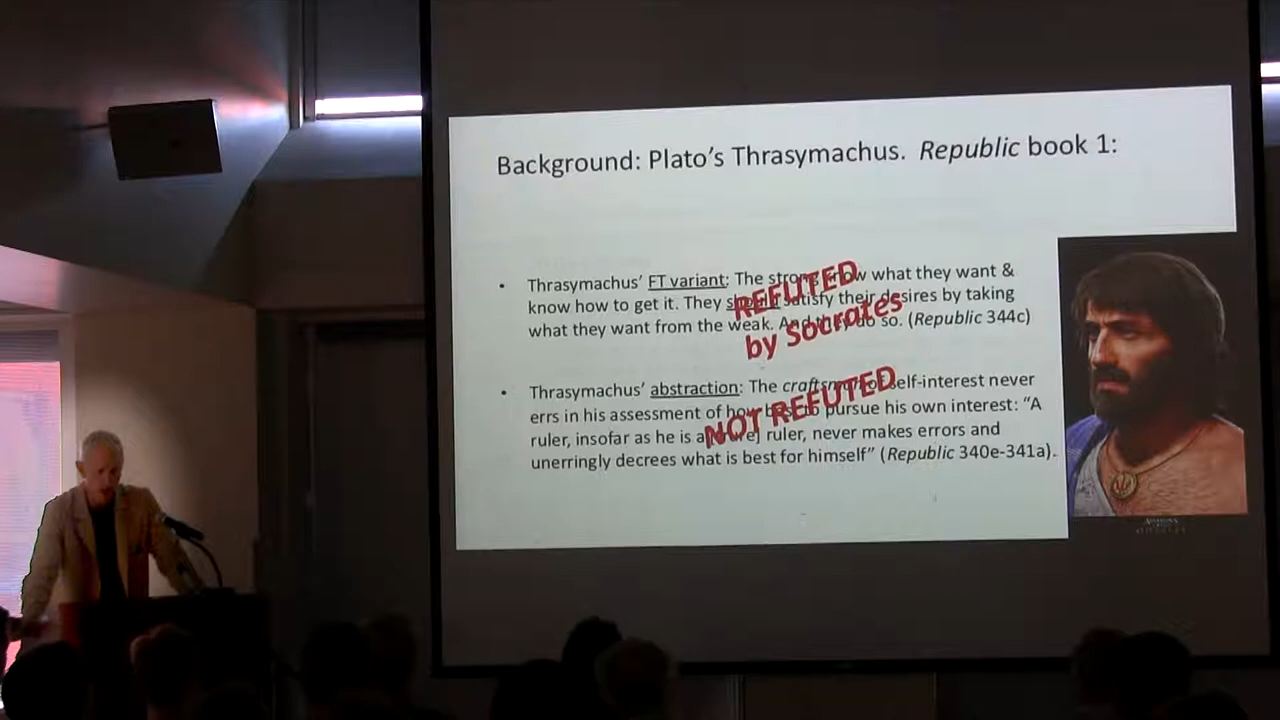 Background: Plato's Thrasymachus. Republic book 1:
• Thrasymachus' FT variant: The strong know what they want &
know how to get it. They should satisfy their desires by taking
what they want from the weak. And they do so. (Republic 344c)
REFUTED
by Socrates
• Thrasymachus' abstraction: The craftsman of self-interest never
errs in his assessment of how best to pursue his own interest: "A
ruler, insofar as he is a ruler, never makes errors and
unerringly decrees what is best for himself" (Republic 340e-341a).
NOT REFUTED